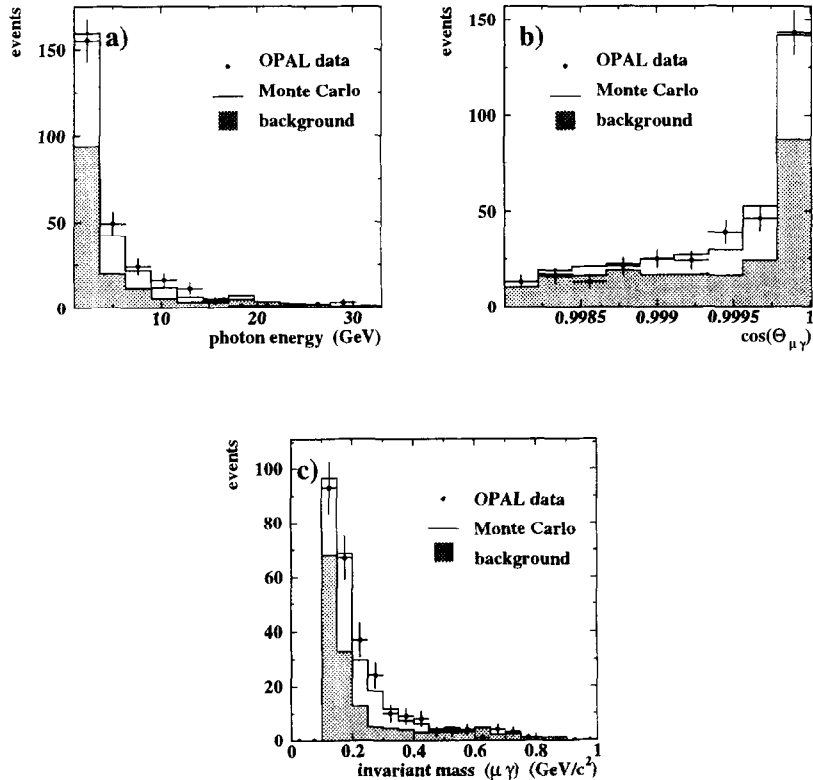 events
150
100
50
0
a)
OPAL data
Monte Carlo
background
10
20
30
photon energy (GeV)
events
150
100
50
0
b)
OPAL data
Monte Carlo
background
0.9985
0.999
0.9995
1
cos(Θμγ)
events
100
80
60
40
20
0
c)
OPAL data
Monte Carlo
background
0
0.2
0.4
0.6
0.8
1
invariant mass (μγ) (GeV/c²)